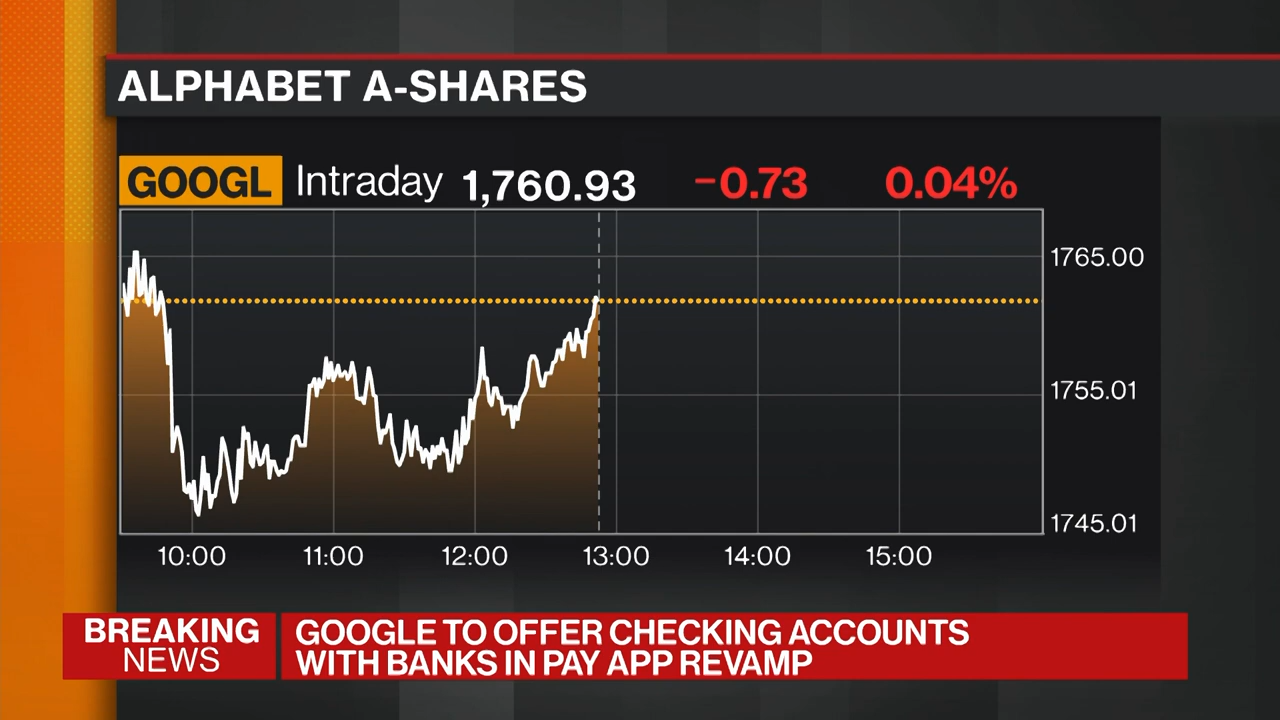 ALPHABET A-SHARES
GOOGL Intraday 1,760.93 -0.73 0.04%
1765.00
1755.01
1745.01
10:00 11:00 12:00 13:00 14:00 15:00
BREAKING NEWS
GOOGLE TO OFFER CHECKING ACCOUNTS
WITH BANKS IN PAY APP REVAMP